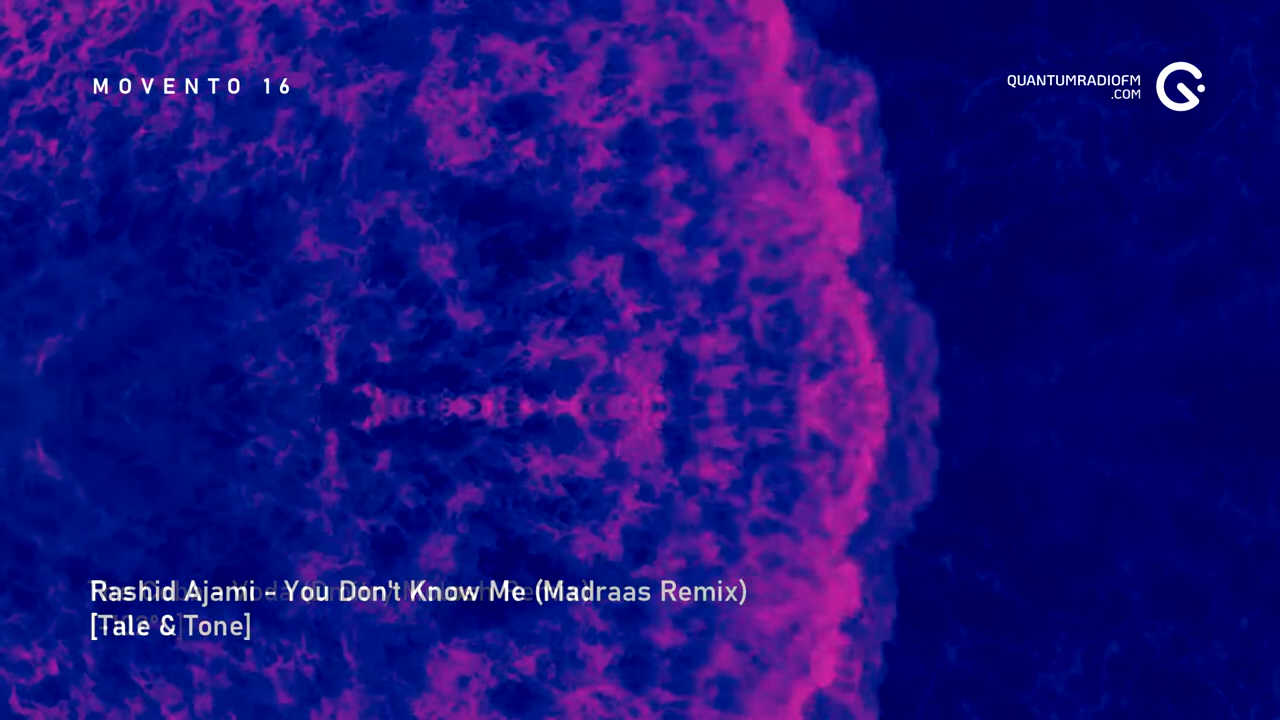 MOVENTO 16
QUANTUMRADIOFM
.COM
Rashid Ajami - You Don't Know Me (Madraas Remix)
[Tale & Tone]